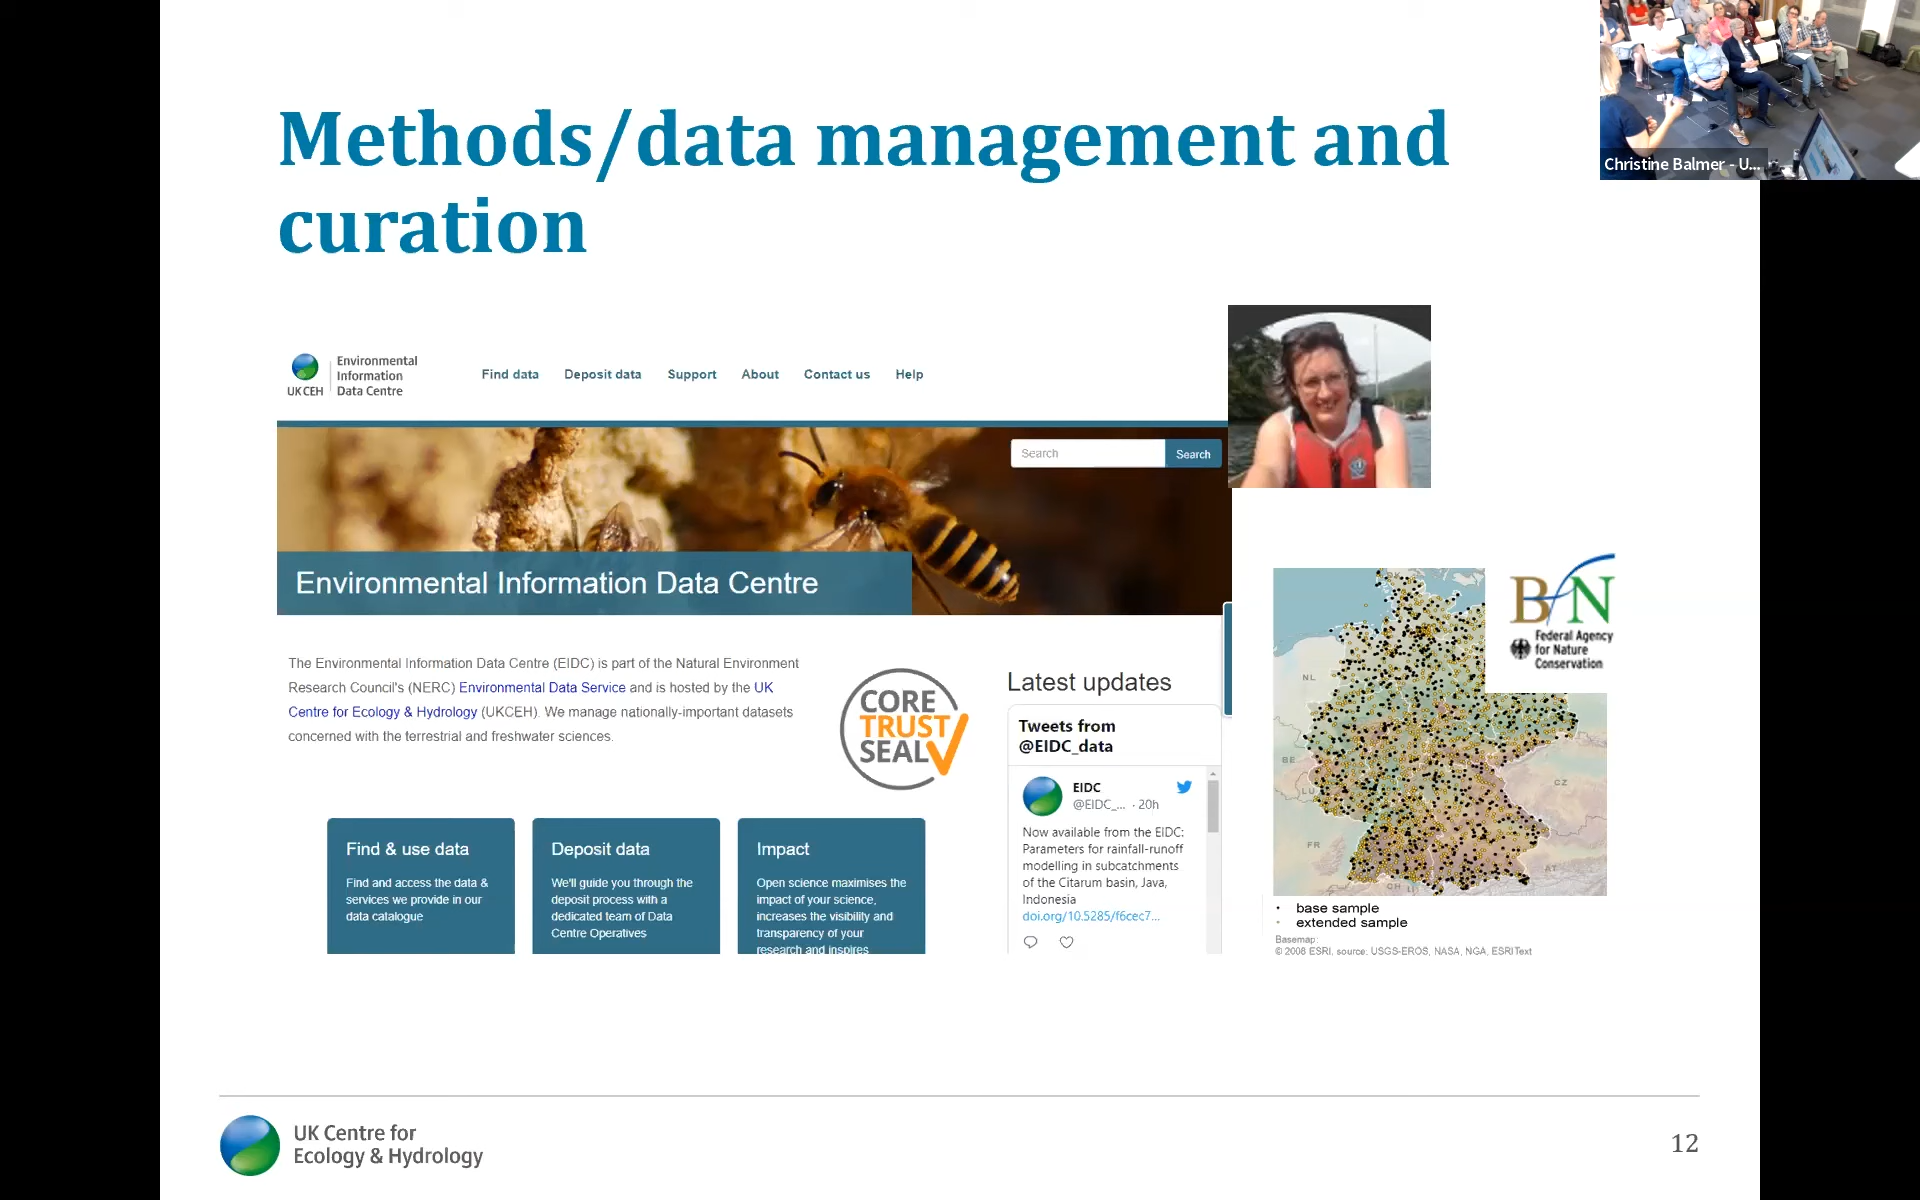 Christine Balmer - U...
Methods/data management and
curation
UKCEH
Environmental
Information
Data Centre
Find data
Deposit data
Support
About
Contact us
Help
Search
Search
Environmental Information Data Centre
The Environmental Information Data Centre (EIDC) is part of the Natural Environment
Research Council's (NERC) Environmental Data Service and is hosted by the UK
Centre for Ecology & Hydrology (UKCEH). We manage nationally-important datasets
concerned with the terrestrial and freshwater sciences.
CORE
TRUST
SEAL
Latest updates
Tweets from
@EIDC_data
EIDC
@EIDC_... · 20h
Now available from the EIDC:
Parameters for rainfall-runoff
modelling in subcatchments
of the Citarum basin, Java,
Indonesia
doi.org/10.5285/f6cec7...
Find & use data
Find and access the data &
services we provide in our
data catalogue
Deposit data
We'll guide you through the
deposit process with a
dedicated team of Data
Centre Operatives
Impact
Open science maximises the
impact of your science,
increases the visibility and
transparency of your
research and inspires
BfN
Federal Agency
for Nature
Conservation
NL
BE
LU
CZ
FR
AT
CH
LI
• base sample
• extended sample
Basemap:
© 2008 ESRI, source, USGS-EROS, NASA, NGA, ESRIText
UK Centre for
Ecology & Hydrology
12